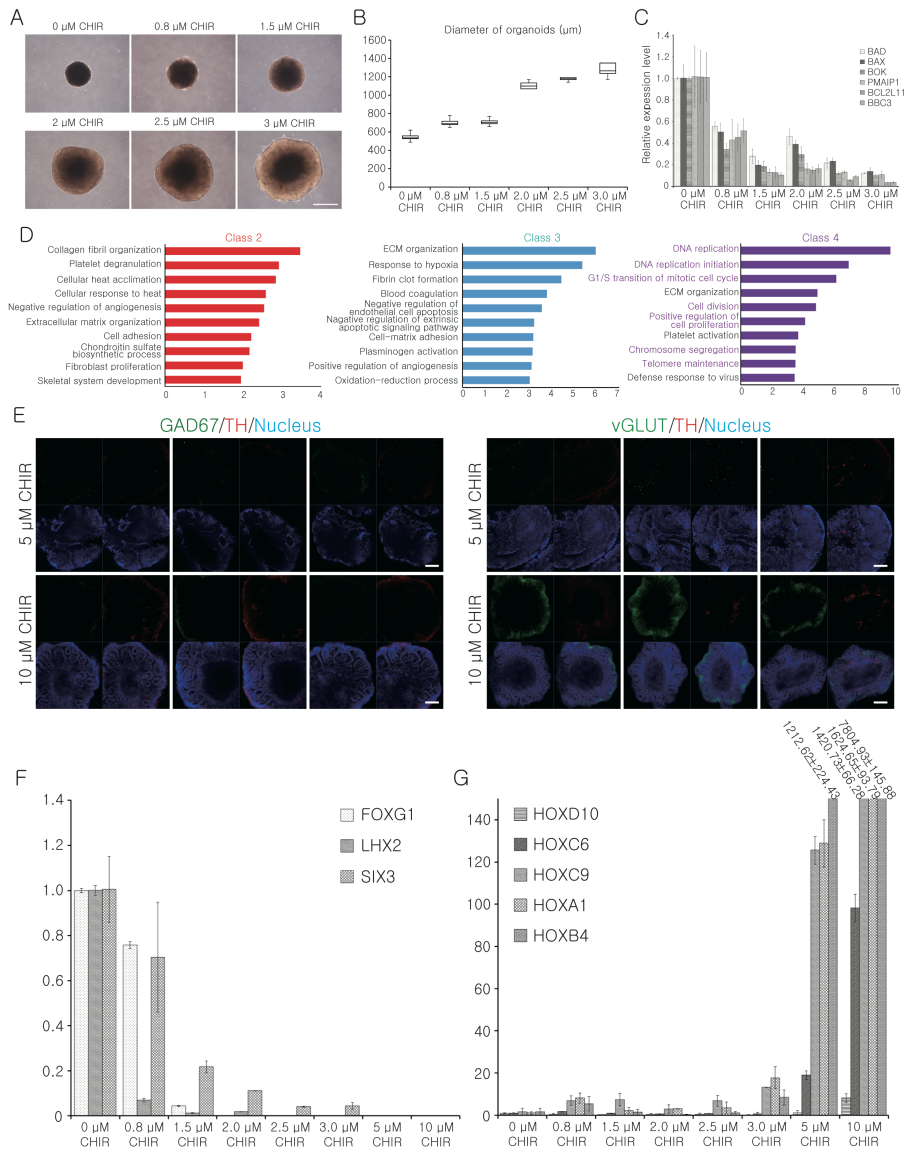 A
0 μM CHIR
0.8 μM CHIR
1.5 μM CHIR
2 μM CHIR
2.5 μM CHIR
3 μM CHIR
B
Diameter of organoids (μm)
1600
1400
1200
1000
800
600
400
200
0
0 μM CHIR
0.8 μM CHIR
1.5 μM CHIR
2.0 μM CHIR
2.5 μM CHIR
3.0 μM CHIR
C
Relative expession level
1.4
1.2
1
0.8
0.6
0.4
0.2
0
BAD
BAX
BOK
PMAIP1
BCL2L11
BBC3
0 μM CHIR
0.8 μM CHIR
1.5 μM CHIR
2.0 μM CHIR
2.5 μM CHIR
3.0 μM CHIR
D
Class 2
Collagen fibril organization
Platelet degranulation
Cellular heat acclimation
Cellular response to heat
Negative regulation of angiogenesis
Extracellular matrix organization
Cell adhesion
Chondroitin sulfate
biosynthetic process
Fibroblast proliferation
Skeletal system development
0 1 2 3 4
Class 3
ECM organization
Response to hypoxia
Fibrin clot formation
Blood coagulation
Negative regulation of
endothelial cell apoptosis
Nagative regulation of extrinsic
apoptotic signaling pathway
Cell-matrix adhesion
Plasminogen activation
Positive regulation of angiogenesis
Oxidation-reduction process
0 1 2 3 4 5 6 7
Class 4
DNA replication
DNA replication initiation
G1/S transition of mitotic cell cycle
ECM organization
Cell division
Positive regulation
of cell proliferation
Platelet activation
Chromosome segregation
Telomere maintenance
Defense response to virus
0 2 4 6 8 10
E
GAD67/TH/Nucleus
vGLUT/TH/Nucleus
5 μM CHIR
10 μM CHIR
5 μM CHIR
10 μM CHIR
F
1.4
1.2
1.0
0.8
0.6
0.4
0.2
0
FOXG1
LHX2
SIX3
0 μM CHIR
0.8 μM CHIR
1.5 μM CHIR
2.0 μM CHIR
2.5 μM CHIR
3.0 μM CHIR
5 μM CHIR
10 μM CHIR
G
1212.62±224.43
1420.73±66.28
1624.65±93.79
7804.93±145.88
140
120
100
80
60
40
20
0
HOXD10
HOXC6
HOXC9
HOXA1
HOXB4
0 μM CHIR
0.8 μM CHIR
1.5 μM CHIR
2.0 μM CHIR
2.5 μM CHIR
3.0 μM CHIR
5 μM CHIR
10 μM CHIR